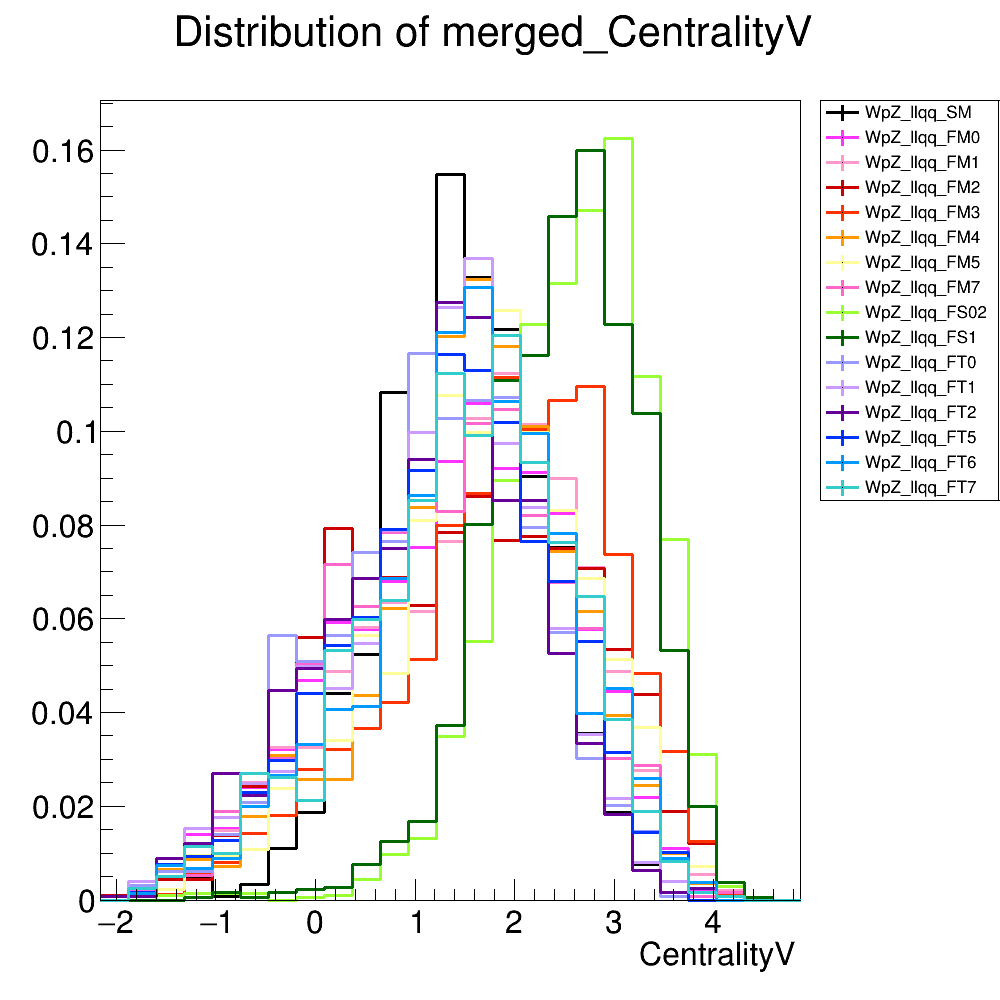 Distribution of merged_CentralityV
0.16
0.14
0.12
0.1
0.08
0.06
0.04
0.02
0
−2 −1 0 1 2 3 4
CentralityV
WpZ_llqq_SM
WpZ_llqq_FM0
WpZ_llqq_FM1
WpZ_llqq_FM2
WpZ_llqq_FM3
WpZ_llqq_FM4
WpZ_llqq_FM5
WpZ_llqq_FM7
WpZ_llqq_FS02
WpZ_llqq_FS1
WpZ_llqq_FT0
WpZ_llqq_FT1
WpZ_llqq_FT2
WpZ_llqq_FT5
WpZ_llqq_FT6
WpZ_llqq_FT7